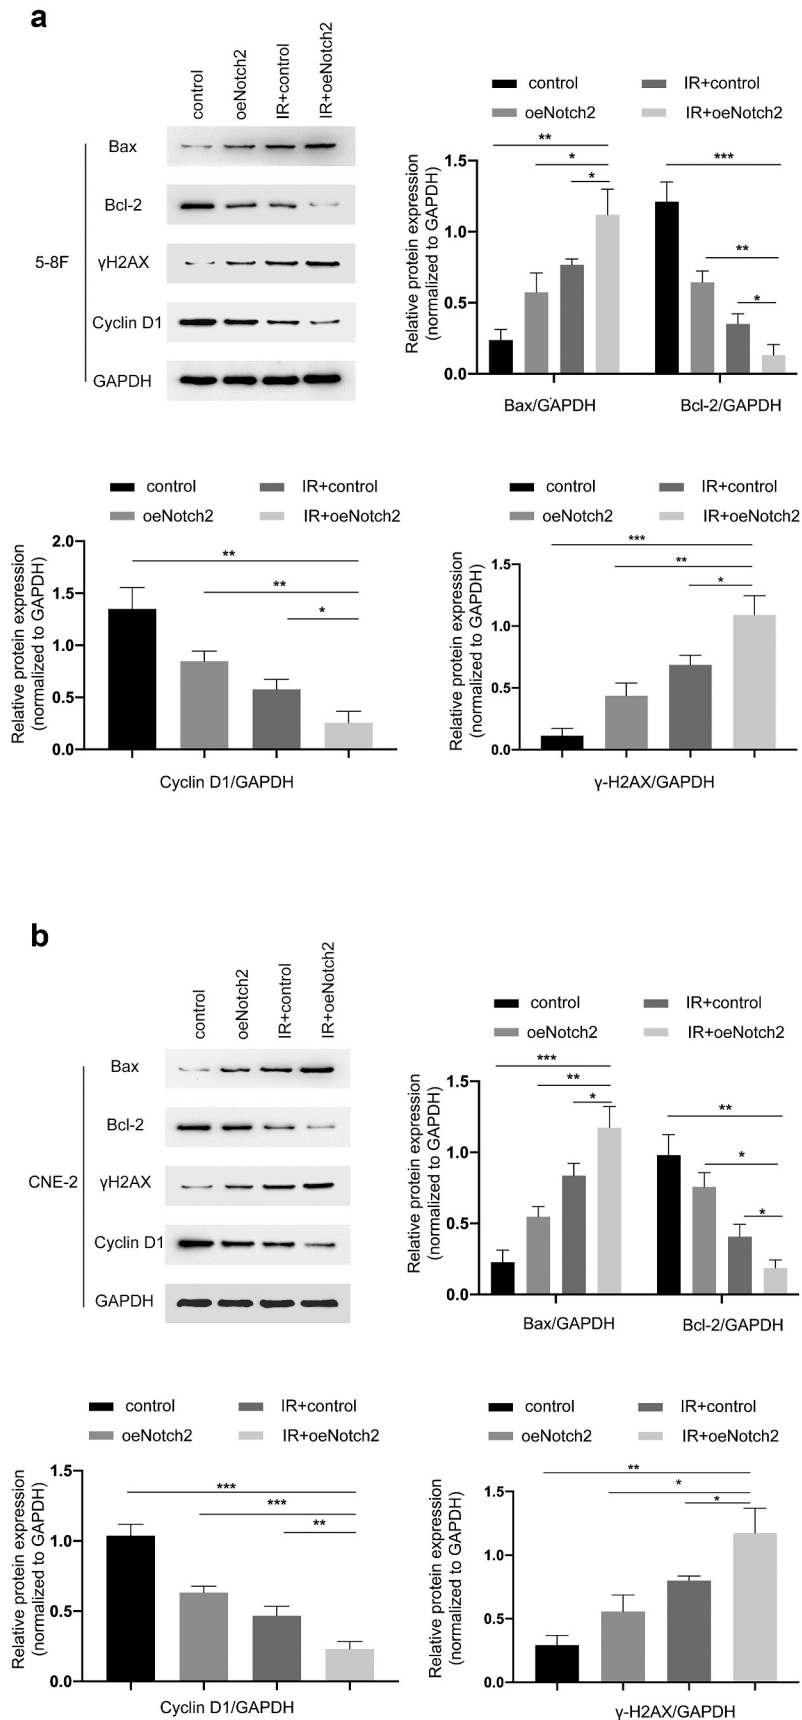 a
control
oeNotch2
IR+control
IR+oeNotch2
5-8F
Bax
Bcl-2
γH2AX
Cyclin D1
GAPDH
control
IR+control
oeNotch2
IR+oeNotch2
Relative protein expression
(normalized to GAPDH)
1.5
1.0
0.5
0.0
**
*
*
***
**
*
Bax/GAPDH
Bcl-2/GAPDH
control
IR+control
oeNotch2
IR+oeNotch2
Relative protein expression
(normalized to GAPDH)
2.0
1.5
1.0
0.5
0.0
**
**
*
Cyclin D1/GAPDH
control
IR+control
oeNotch2
IR+oeNotch2
Relative protein expression
(normalized to GAPDH)
1.5
1.0
0.5
0.0
***
**
*
γ-H2AX/GAPDH
b
control
oeNotch2
IR+control
IR+oeNotch2
CNE-2
Bax
Bcl-2
γH2AX
Cyclin D1
GAPDH
control
IR+control
oeNotch2
IR+oeNotch2
Relative protein expression
(normalized to GAPDH)
1.5
1.0
0.5
0.0
***
**
*
**
*
*
Bax/GAPDH
Bcl-2/GAPDH
control
IR+control
oeNotch2
IR+oeNotch2
Relative protein expression
(normalized to GAPDH)
1.5
1.0
0.5
0.0
***
***
**
Cyclin D1/GAPDH
control
IR+control
oeNotch2
IR+oeNotch2
Relative protein expression
(normalized to GAPDH)
1.5
1.0
0.5
0.0
**
*
*
γ-H2AX/GAPDH